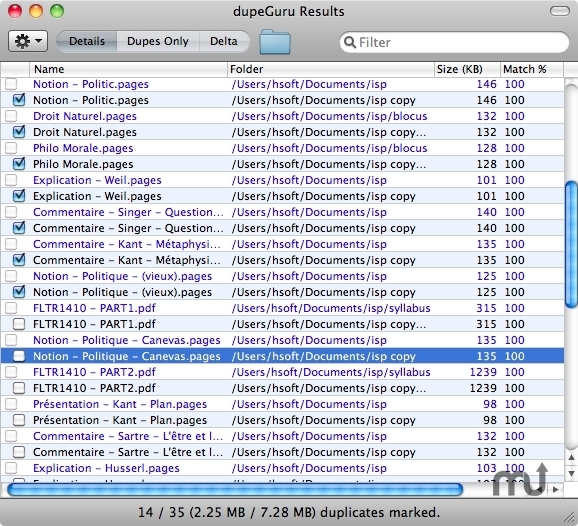 dupeGuru Results
Details Dupes Only Delta Filter
Name Folder Size (KB) Match %
Notion – Politic.pages /Users/hsoft/Documents/isp 146 100
Notion – Politic.pages /Users/hsoft/Documents/isp copy 146 100
Droit Naturel.pages /Users/hsoft/Documents/isp/blocus 132 100
Droit Naturel.pages /Users/hsoft/Documents/isp copy... 132 100
Philo Morale.pages /Users/hsoft/Documents/isp/blocus 128 100
Philo Morale.pages /Users/hsoft/Documents/isp copy... 128 100
Explication – Weil.pages /Users/hsoft/Documents/isp 101 100
Explication – Weil.pages /Users/hsoft/Documents/isp copy 101 100
Commentaire – Singer – Question... /Users/hsoft/Documents/isp 140 100
Commentaire – Singer – Question... /Users/hsoft/Documents/isp copy 140 100
Commentaire – Kant – Métaphysi... /Users/hsoft/Documents/isp 135 100
Commentaire – Kant – Métaphysi... /Users/hsoft/Documents/isp copy 135 100
Notion – Politique – (vieux).pages /Users/hsoft/Documents/isp 125 100
Notion – Politique – (vieux).pages /Users/hsoft/Documents/isp copy 125 100
FLTR1410 – PART1.pdf /Users/hsoft/Documents/isp/syllabus 315 100
FLTR1410 – PART1.pdf /Users/hsoft/Documents/isp copy... 315 100
Notion – Politique – Canevas.pages /Users/hsoft/Documents/isp 135 100
Notion – Politique – Canevas.pages /Users/hsoft/Documents/isp copy 135 100
FLTR1410 – PART2.pdf /Users/hsoft/Documents/isp/syllabus 1239 100
FLTR1410 – PART2.pdf /Users/hsoft/Documents/isp copy... 1239 100
Présentation – Kant – Plan.pages /Users/hsoft/Documents/isp 98 100
Présentation – Kant – Plan.pages /Users/hsoft/Documents/isp copy 98 100
Commentaire – Sartre – L'être et l... /Users/hsoft/Documents/isp 132 100
Commentaire – Sartre – L'être et l... /Users/hsoft/Documents/isp copy 132 100
Explication – Husserl.pages /Users/hsoft/Documents/isp 103 100
14 / 35 (2.25 MB / 7.28 MB) duplicates marked.